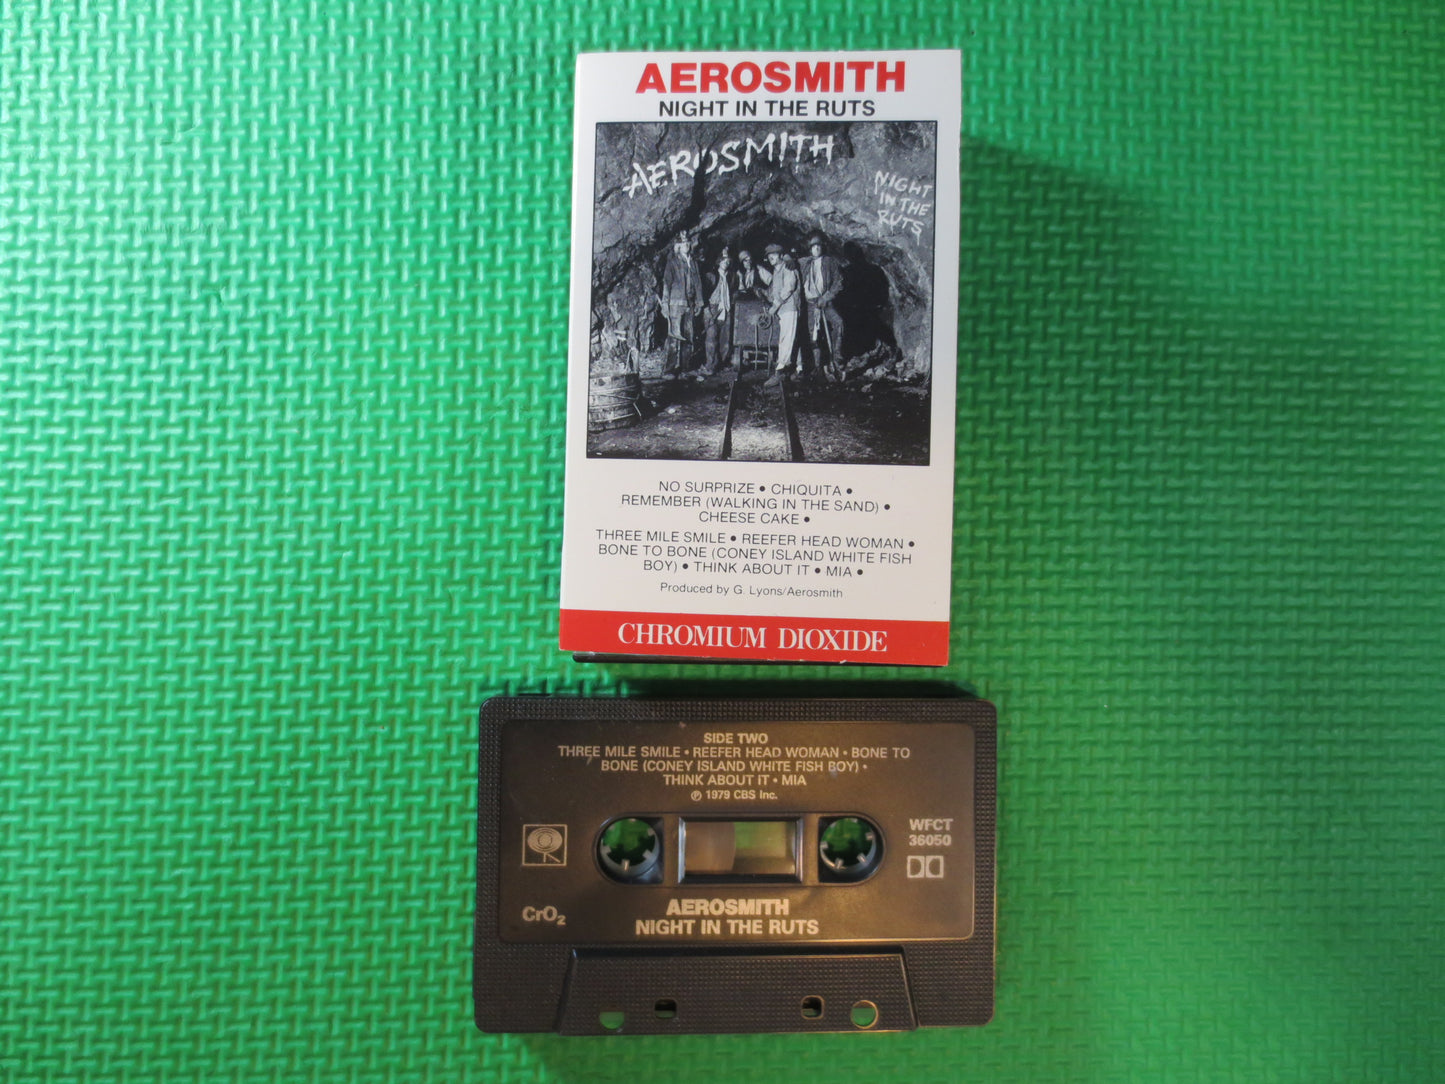 AEROSMITH
NIGHT IN THE RUTS
AEROSMITH
NIGHT
IN THE
RUTS
NO SURPRIZE • CHIQUITA •
REMEMBER (WALKING IN THE SAND) •
CHEESE CAKE •
THREE MILE SMILE • REEFER HEAD WOMAN •
BONE TO BONE (CONEY ISLAND WHITE FISH
BOY) • THINK ABOUT IT • MIA •
Produced by G. Lyons/Aerosmith
CHROMIUM DIOXIDE
SIDE TWO
THREE MILE SMILE • REEFER HEAD WOMAN • BONE TO
BONE (CONEY ISLAND WHITE FISH BOY) •
THINK ABOUT IT • MIA
℗ 1979 CBS Inc.
WFCT
36050
CrO₂
AEROSMITH
NIGHT IN THE RUTS